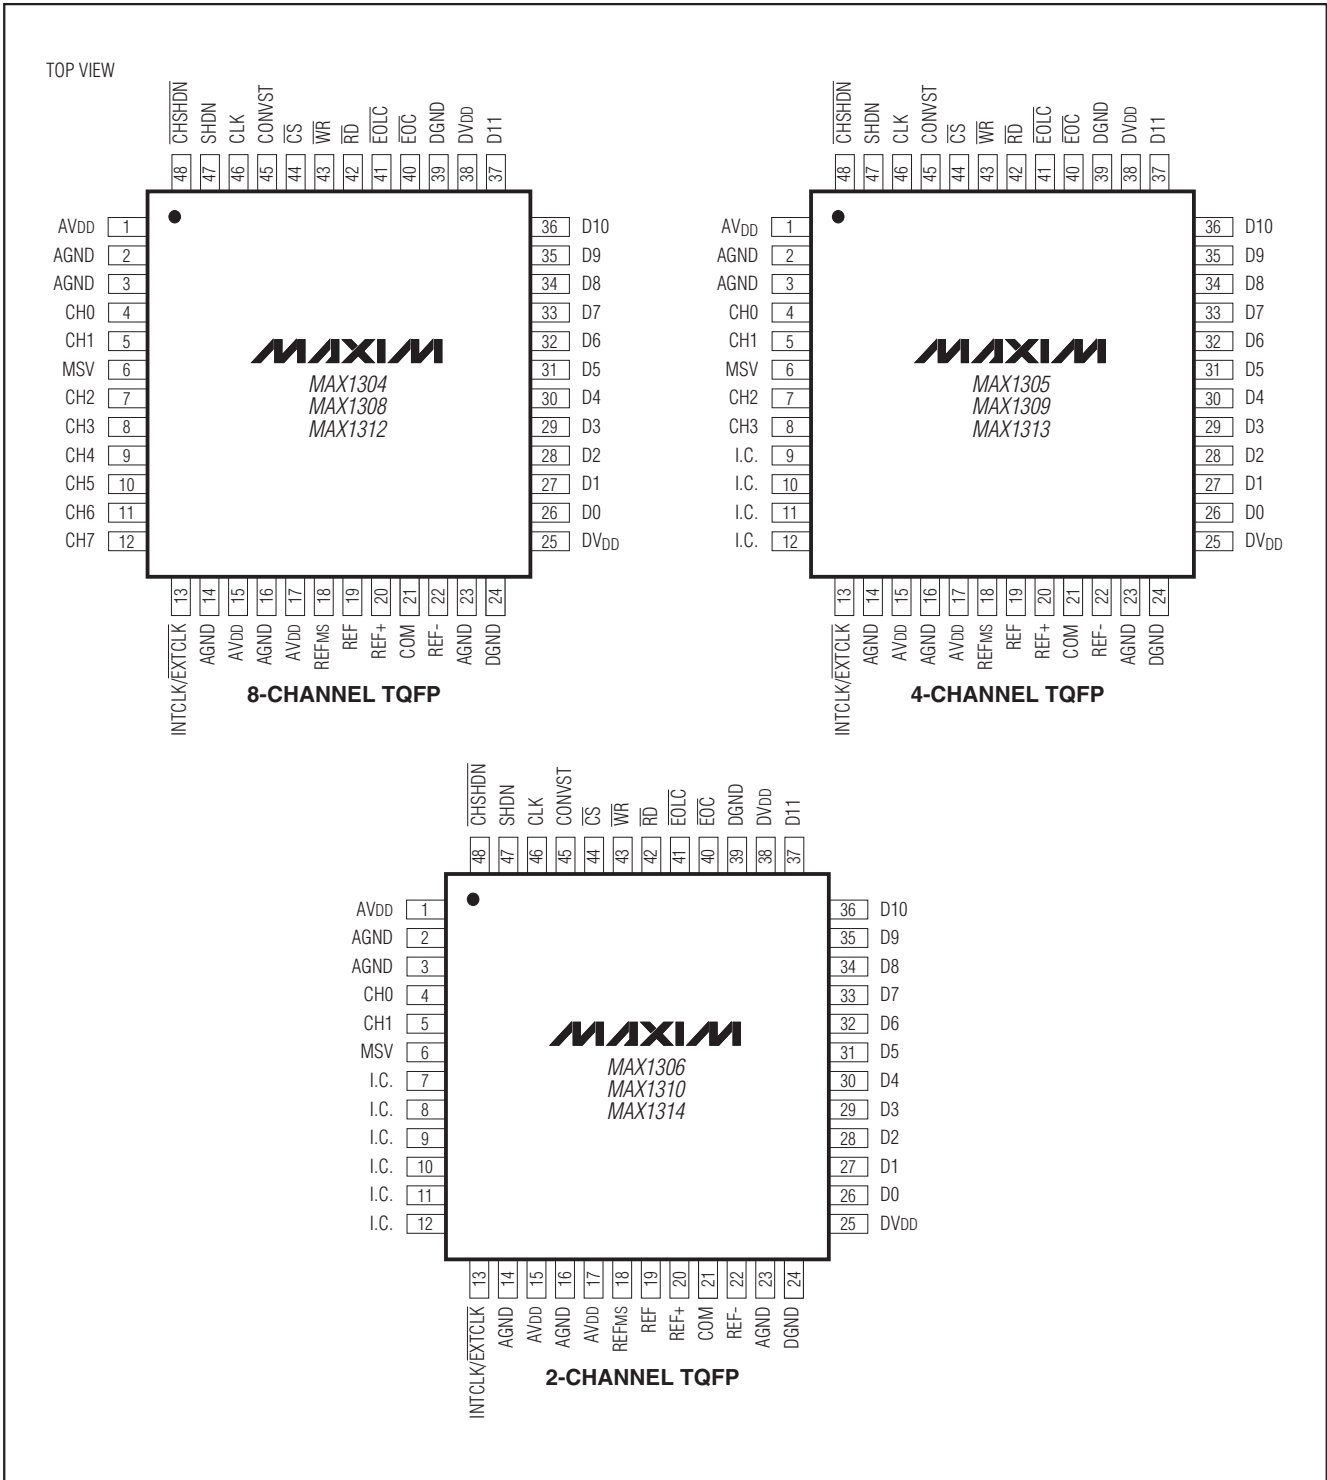 TOP VIEW
CHSHDN
SHDN
CLK
CONVST
CS
WR
RD
EOLC
EOC
DGND
DVDD
D11
48 47 46 45 44 43 42 41 40 39 38 37
AVDD 1
AGND 2
AGND 3
CH0 4
CH1 5
MSV 6
CH2 7
CH3 8
CH4 9
CH5 10
CH6 11
CH7 12
MAXIM
MAX1304
MAX1308
MAX1312
36 D10
35 D9
34 D8
33 D7
32 D6
31 D5
30 D4
29 D3
28 D2
27 D1
26 D0
25 DVDD
13 14 15 16 17 18 19 20 21 22 23 24
INTCLK/EXTCLK
AGND
AVDD
AGND
AVDD
REFMS
REF
REF+
COM
REF-
AGND
DGND
8-CHANNEL TQFP
CHSHDN
SHDN
CLK
CONVST
CS
WR
RD
EOLC
EOC
DGND
DVDD
D11
48 47 46 45 44 43 42 41 40 39 38 37
AVDD 1
AGND 2
AGND 3
CH0 4
CH1 5
MSV 6
CH2 7
CH3 8
I.C. 9
I.C. 10
I.C. 11
I.C. 12
MAXIM
MAX1305
MAX1309
MAX1313
36 D10
35 D9
34 D8
33 D7
32 D6
31 D5
30 D4
29 D3
28 D2
27 D1
26 D0
25 DVDD
13 14 15 16 17 18 19 20 21 22 23 24
INTCLK/EXTCLK
AGND
AVDD
AGND
AVDD
REFMS
REF
REF+
COM
REF-
AGND
DGND
4-CHANNEL TQFP
CHSHDN
SHDN
CLK
CONVST
CS
WR
RD
EOLC
EOC
DGND
DVDD
D11
48 47 46 45 44 43 42 41 40 39 38 37
AVDD 1
AGND 2
AGND 3
CH0 4
CH1 5
MSV 6
I.C. 7
I.C. 8
I.C. 9
I.C. 10
I.C. 11
I.C. 12
MAXIM
MAX1306
MAX1310
MAX1314
36 D10
35 D9
34 D8
33 D7
32 D6
31 D5
30 D4
29 D3
28 D2
27 D1
26 D0
25 DVDD
13 14 15 16 17 18 19 20 21 22 23 24
INTCLK/EXTCLK
AGND
AVDD
AGND
AVDD
REFMS
REF
REF+
COM
REF-
AGND
DGND
2-CHANNEL TQFP